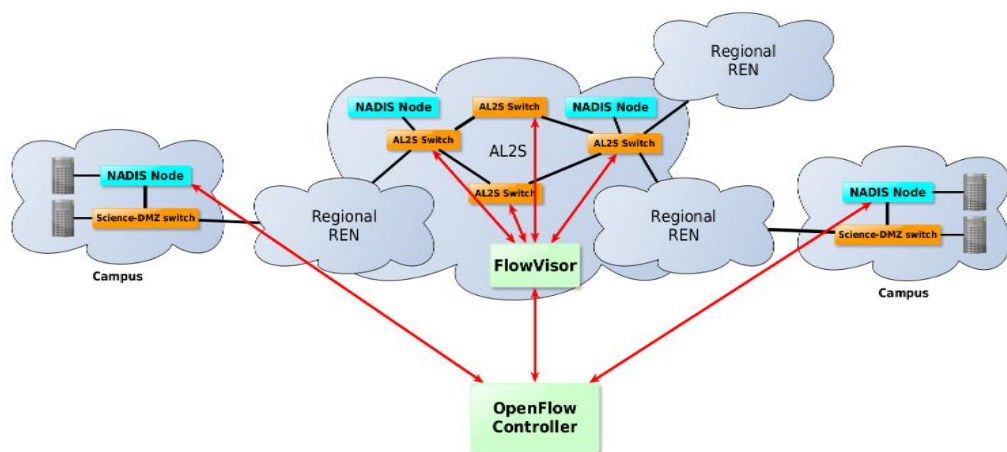 Regional
REN
NADIS Node
AL2S Switch
NADIS Node
AL2S Switch
AL2S
AL2S Switch
AL2S Switch
NADIS Node
Science-DMZ switch
Campus
Regional
REN
Regional
REN
NADIS Node
Science-DMZ switch
Campus
FlowVisor
OpenFlow
Controller